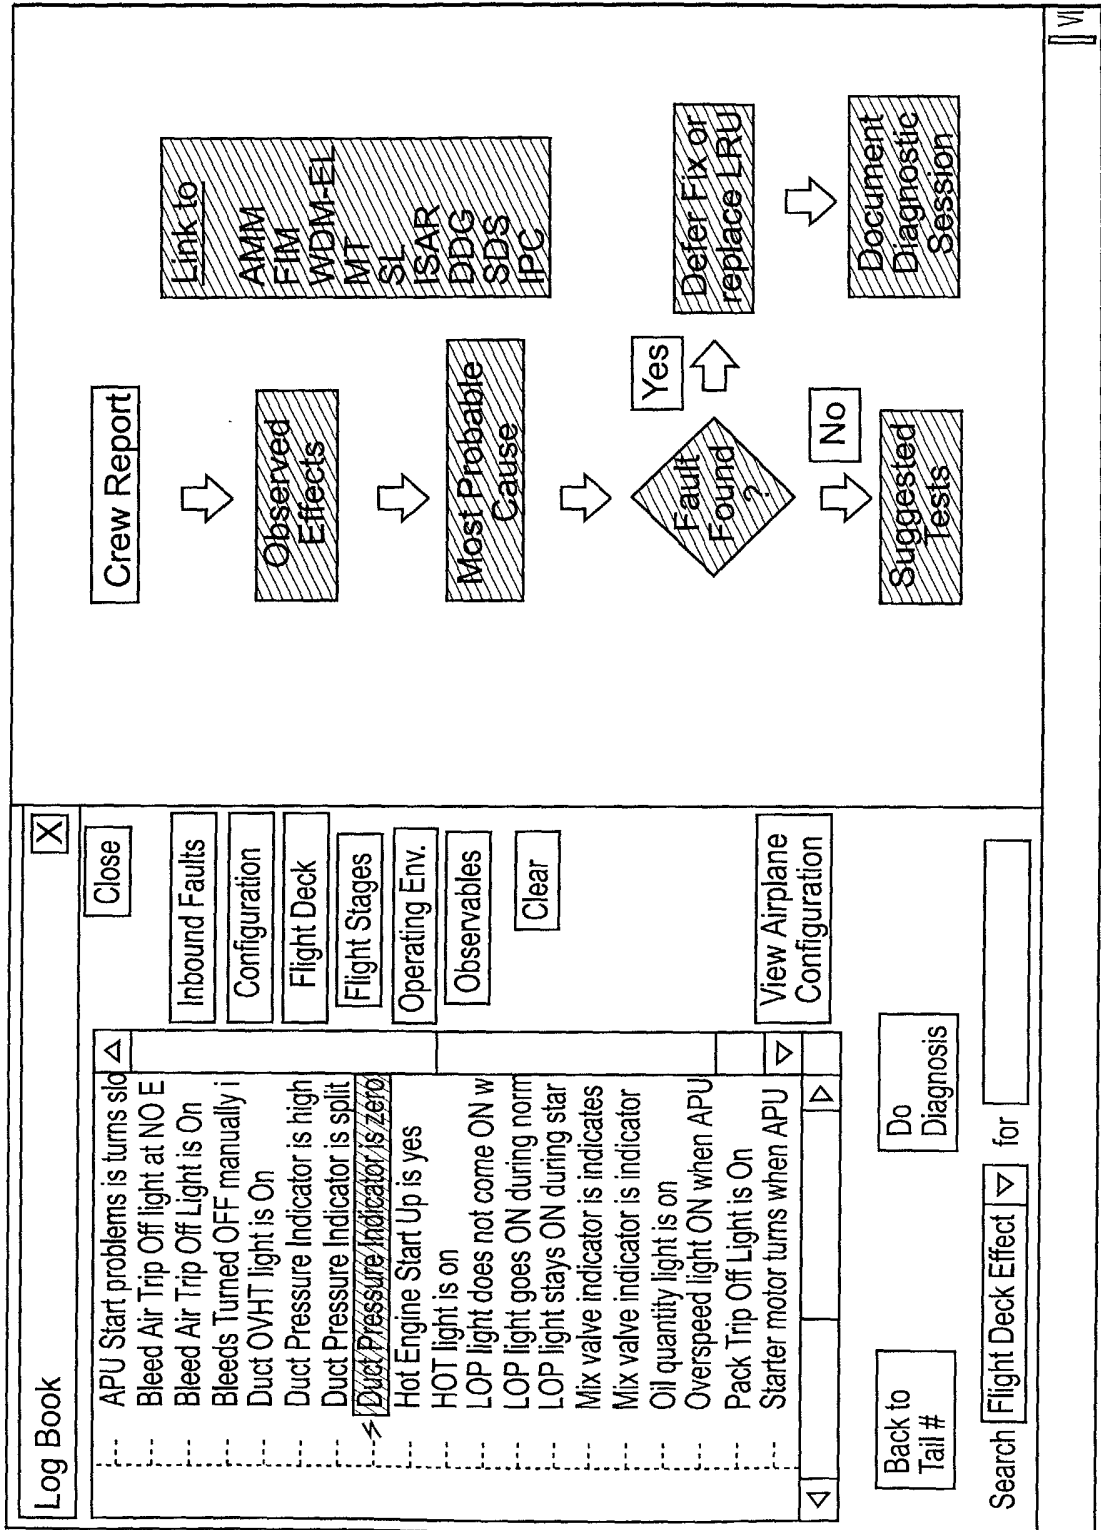 Log Book
X
Close
APU Start problems is turns slo
Bleed Air Trip Off light at NO E
Bleed Air Trip Off Light is On
Bleeds Turned OFF manually i
Duct OVHT light is On
Duct Pressure Indicator is high
Duct Pressure Indicator is split
Duct Pressure Indicator is zero
Hot Engine Start Up is yes
HOT light is on
LOP light does not come ON w
LOP light goes ON during norm
LOP light stays ON during star
Mix valve indicator is indicates
Mix valve indicator is indicator
Oil quantity light is on
Overspeed light ON when APU
Pack Trip Off Light is On
Starter motor turns when APU
Inbound Faults
Configuration
Flight Deck
Flight Stages
Operating Env.
Observables
Clear
View Airplane
Configuration
Back to
Tail #
Do
Diagnosis
Search Flight Deck Effect for
Crew Report
Observed
Effects
Most Probable
Cause
Fault
Found
?
Yes
No
Suggested
Tests
Defer Fix or
replace LRU
Document
Diagnostic
Session
Link to
AMM
FIM
WDM-EL
MT
SL
ISAR
DDG
SDS
IPC